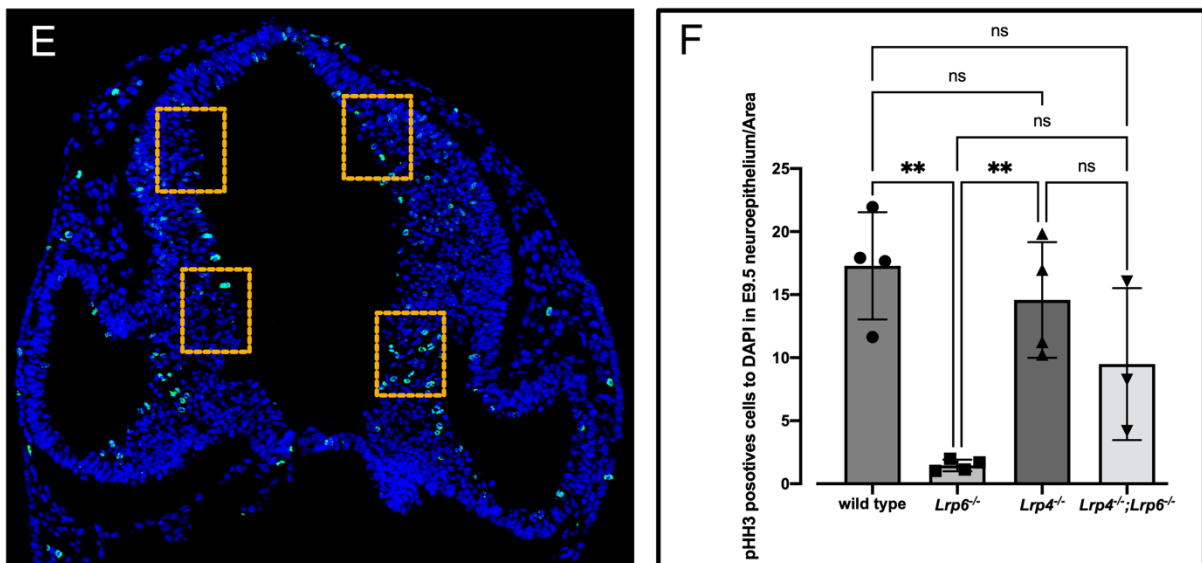 E
F
ns
ns
ns
** ** ns
25
20
15
10
5
0
pHH3 posotives cells to DAPI in E9.5 neuroepithelium/Area
wild type Lrp6-/- Lrp4-/- Lrp4-/-;Lrp6-/-